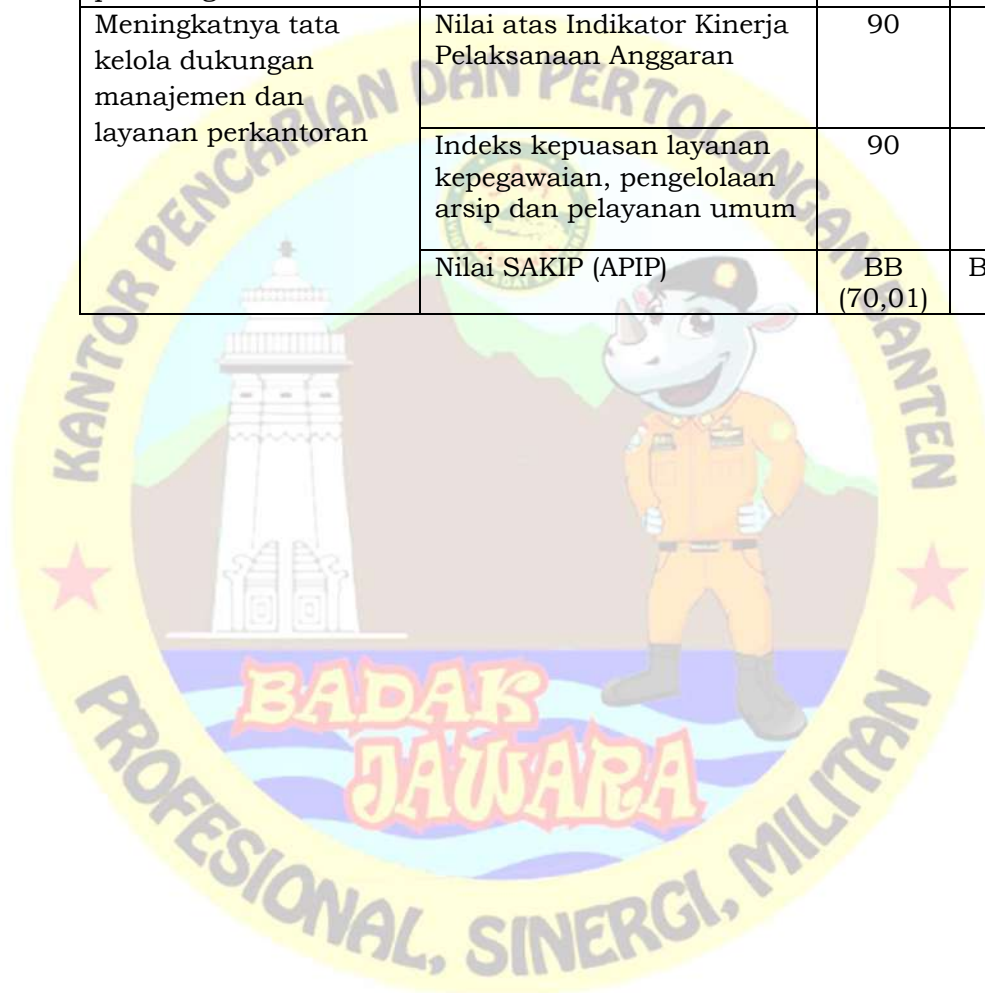 Meningkatnya tata
kelola dukungan
manajemen dan
layanan perkantoran
Nilai atas Indikator Kinerja
Pelaksanaan Anggaran
90
Indeks kepuasan layanan
kepegawaian, pengelolaan
arsip dan pelayanan umum
90
Nilai SAKIP (APIP)
BB
(70,01)
B
KANTOR PENCARIAN DAN PERTOLONGAN BANTEN
BADAK
JAWARA
PROFESIONAL, SINERGI, MILITAN